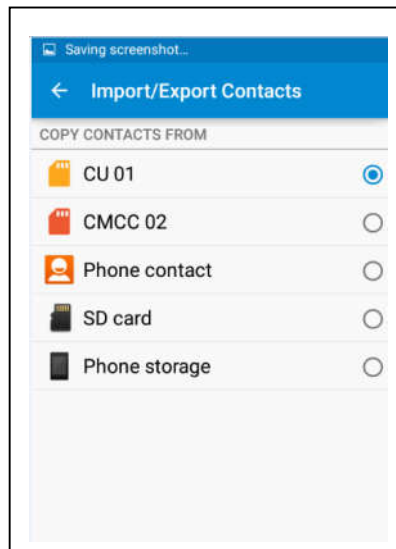 Saving screenshot...
Import/Export Contacts
COPY CONTACTS FROM
CU 01
CMCC 02
Phone contact
SD card
Phone storage